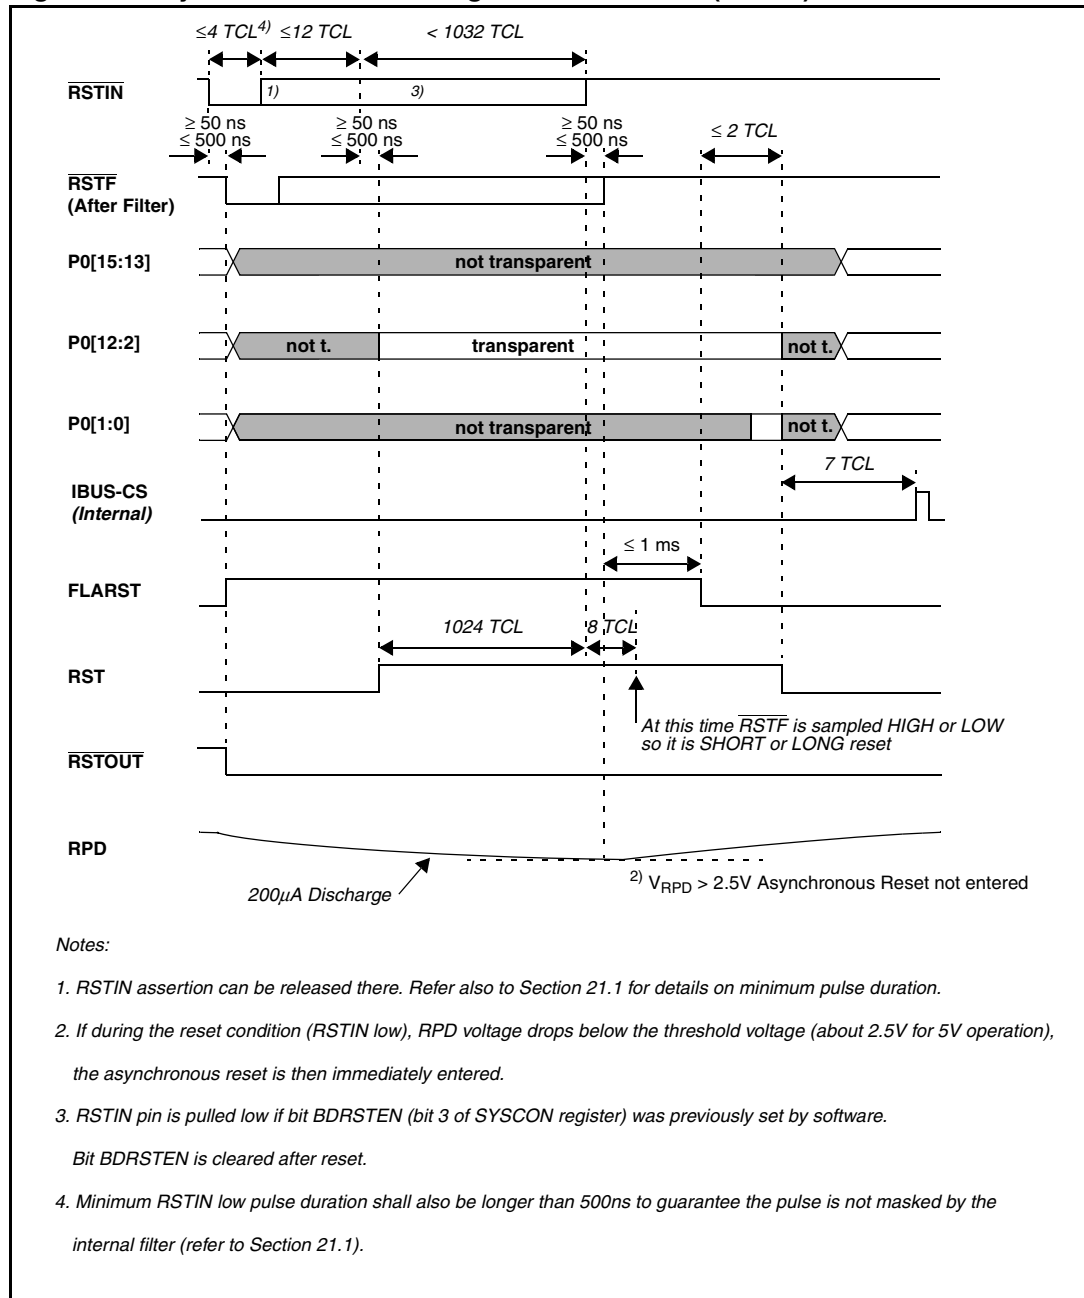 ≤4 TCL4) ≤12 TCL < 1032 TCL
RSTIN 1) 3)
≥ 50 ns ≥ 50 ns ≥ 50 ns
≤ 500 ns ≤ 500 ns ≤ 500 ns ≤ 2 TCL
RSTF
(After Filter)
P0[15:13] not transparent
P0[12:2] not t. transparent not t.
P0[1:0] not transparent not t.
7 TCL
IBUS-CS
(Internal)
≤ 1 ms
FLARST
1024 TCL 8 TCL
RST
At this time RSTF is sampled HIGH or LOW
so it is SHORT or LONG reset
RSTOUT
RPD
200μA Discharge
2) VRPD > 2.5V Asynchronous Reset not entered
Notes:
1. RSTIN assertion can be released there. Refer also to Section 21.1 for details on minimum pulse duration.
2. If during the reset condition (RSTIN low), RPD voltage drops below the threshold voltage (about 2.5V for 5V operation),
the asynchronous reset is then immediately entered.
3. RSTIN pin is pulled low if bit BDRSTEN (bit 3 of SYSCON register) was previously set by software.
Bit BDRSTEN is cleared after reset.
4. Minimum RSTIN low pulse duration shall also be longer than 500ns to guarantee the pulse is not masked by the
internal filter (refer to Section 21.1).